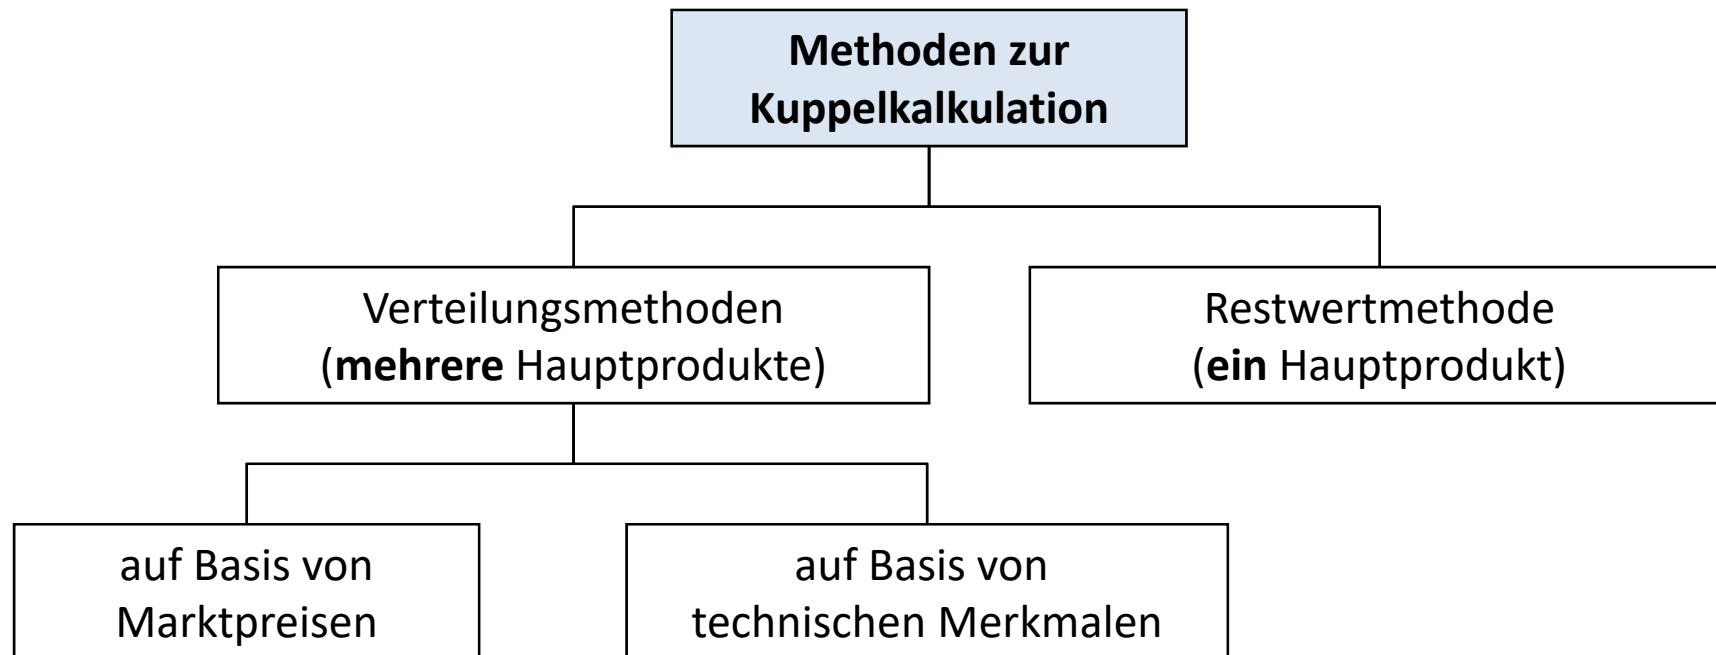 Methoden zur
Kuppelkalkulation
Verteilungsmethoden
(mehrere Hauptprodukte)
Restwertmethode
(ein Hauptprodukt)
auf Basis von
Marktpreisen
auf Basis von
technischen Merkmalen